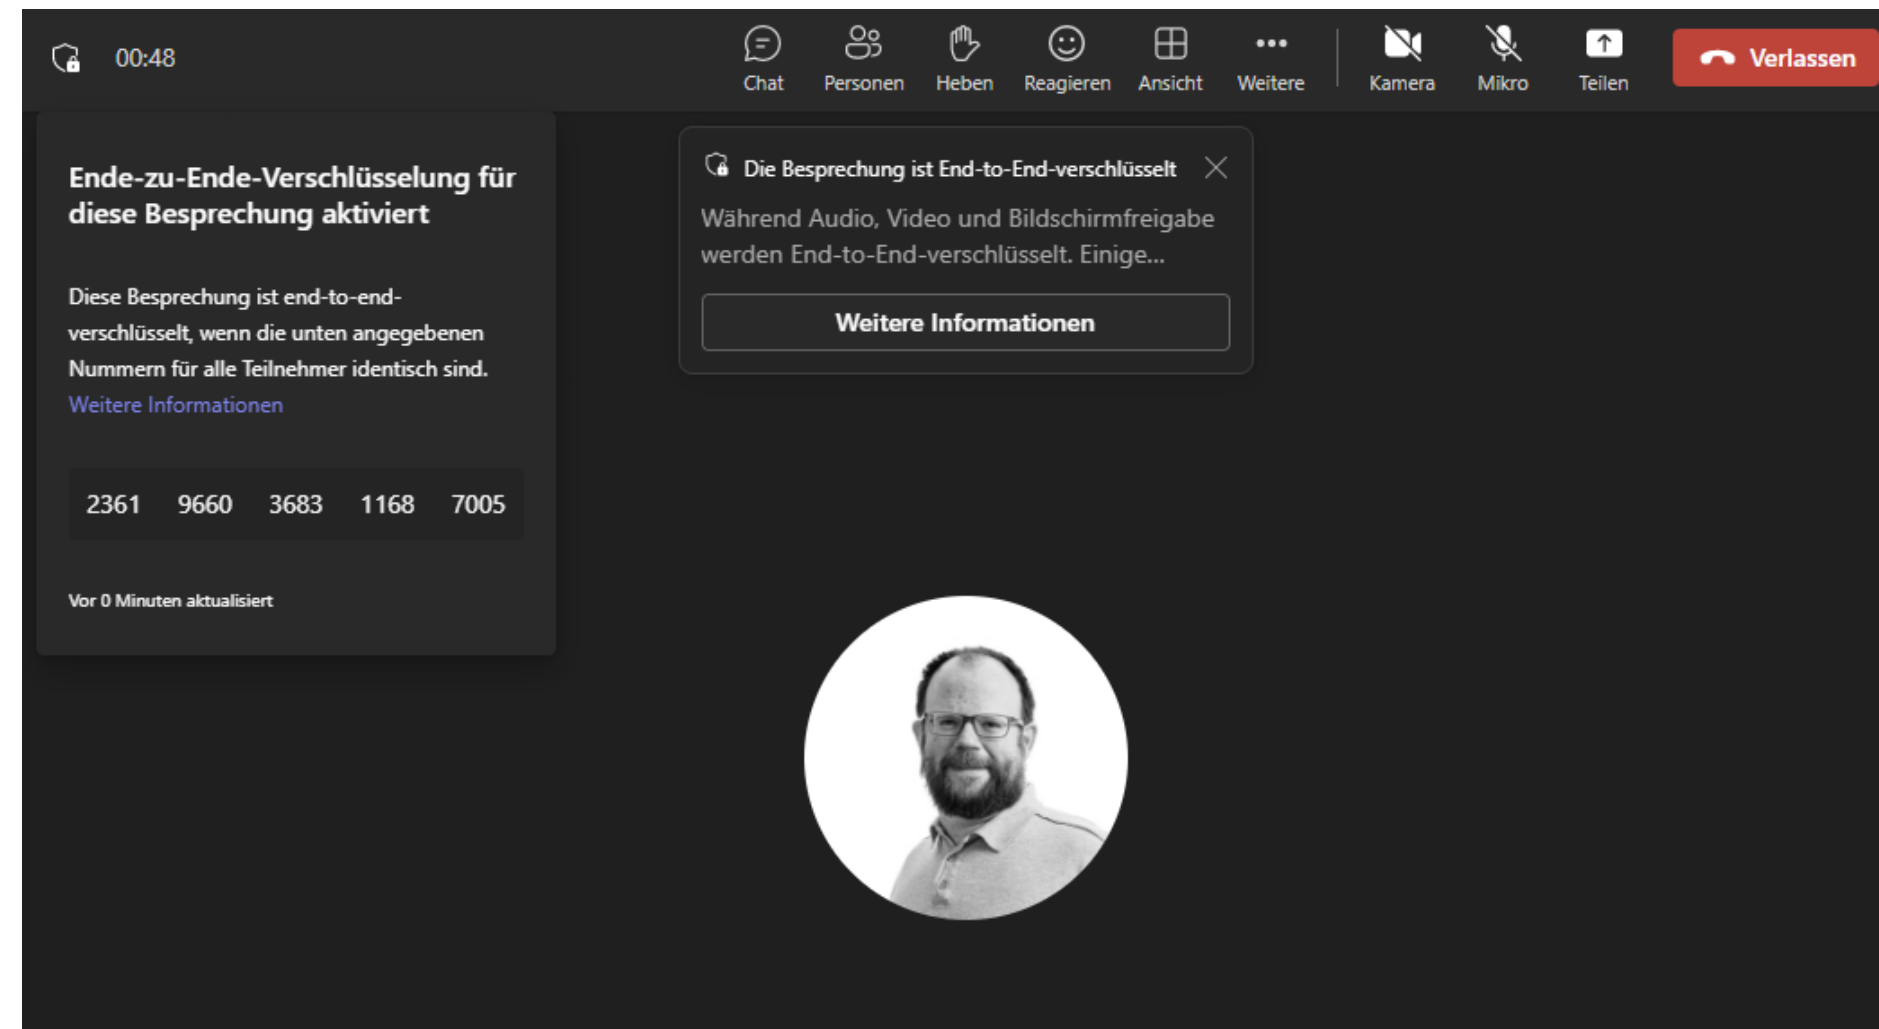 00:48
Chat
Personen
Heben
Reagieren
Ansicht
Weitere
Kamera
Mikro
Teilen
Verlassen
Ende-zu-Ende-Verschlüsselung für
diese Besprechung aktiviert
Diese Besprechung ist end-to-end-
verschlüsselt, wenn die unten angegebenen
Nummern für alle Teilnehmer identisch sind.
Weitere Informationen
2361 9660 3683 1168 7005
Vor 0 Minuten aktualisiert
Die Besprechung ist End-to-End-verschlüsselt
Während Audio, Video und Bildschirmfreigabe
werden End-to-End-verschlüsselt. Einige...
Weitere Informationen